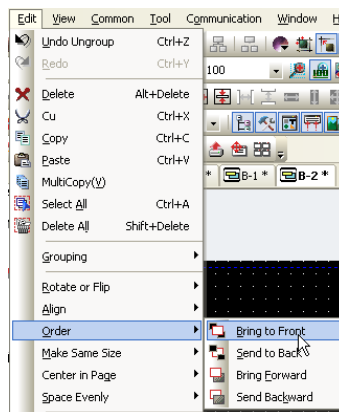 Edit View Common Tool Communication Window H
Undo Ungroup Ctrl+Z
Redo Ctrl+Y
100
Delete Alt+Delete
Cu Ctrl+X
Copy Ctrl+C
Paste Ctrl+V
MultiCopy(V)
* B-1 * B-2 *
Select All Ctrl+A
Delete All Shift+Delete
Grouping
Rotate or Flip
Align
Order
Bring to Front
Make Same Size
Send to Back
Center in Page
Bring Forward
Space Evenly
Send Backward